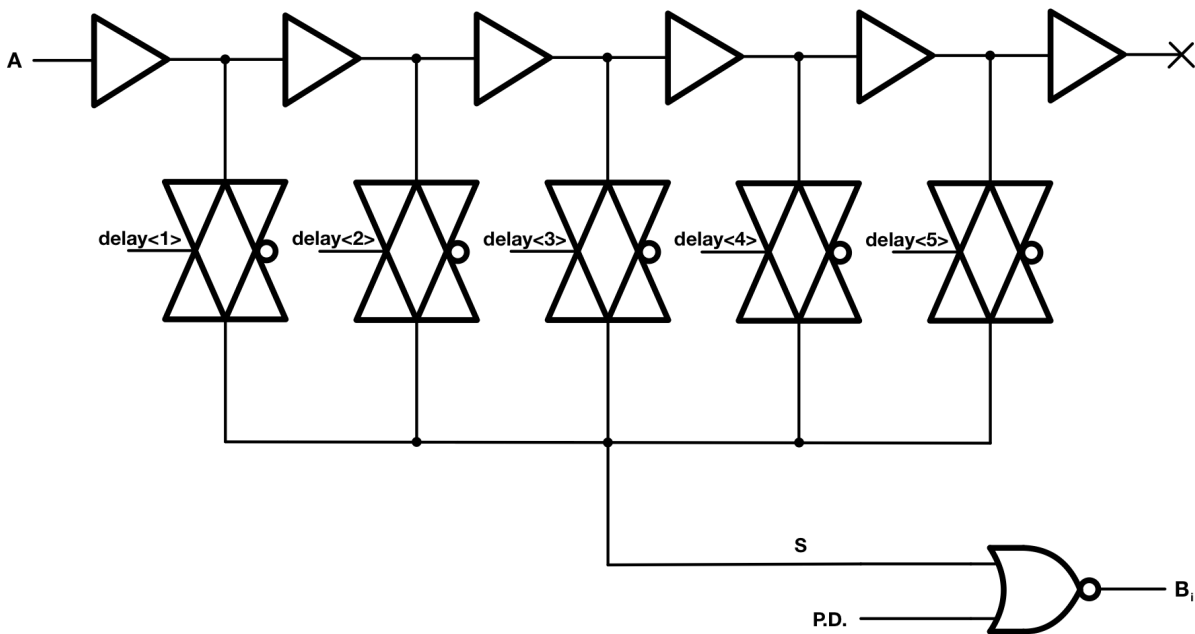 A
delay<1>
delay<2>
delay<3>
delay<4>
delay<5>
S
P.D.
Bᵢ